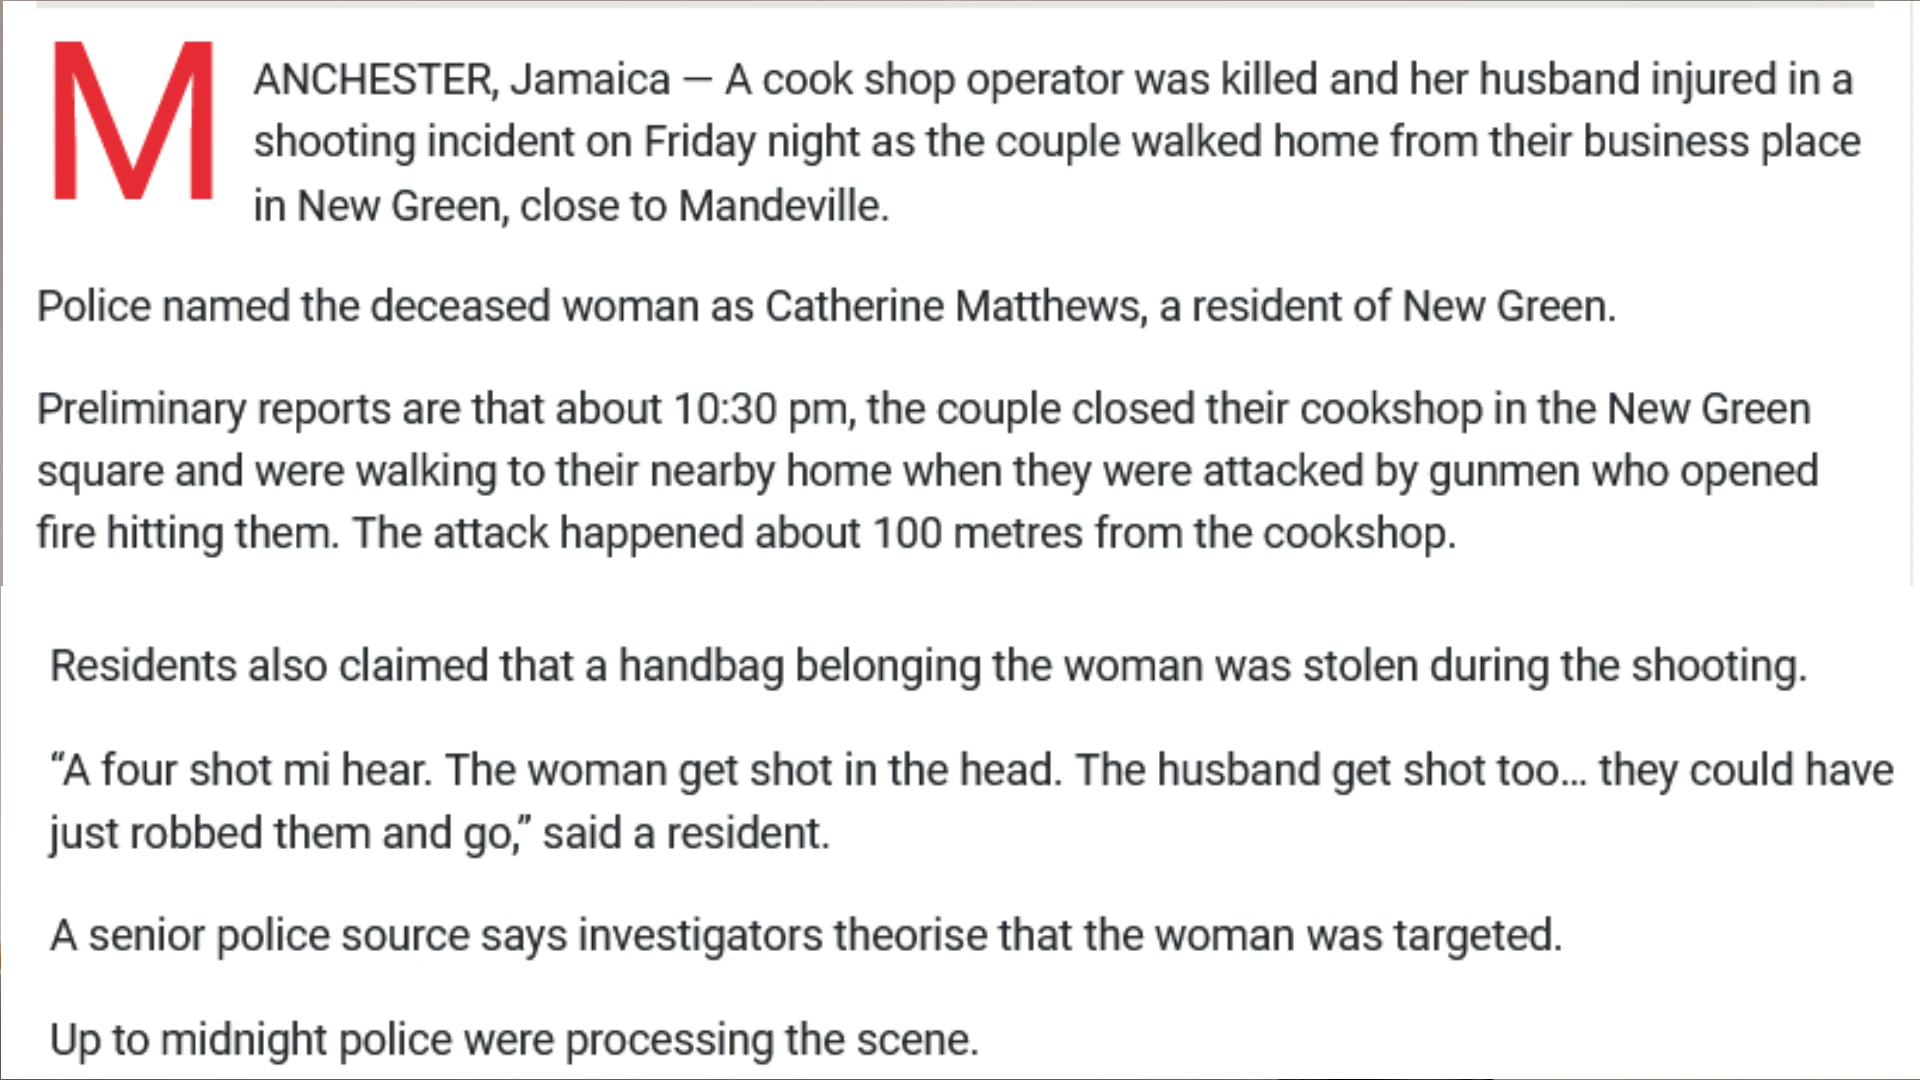 MANCHESTER, Jamaica — A cook shop operator was killed and her husband injured in a
shooting incident on Friday night as the couple walked home from their business place
in New Green, close to Mandeville.
Police named the deceased woman as Catherine Matthews, a resident of New Green.
Preliminary reports are that about 10:30 pm, the couple closed their cookshop in the New Green
square and were walking to their nearby home when they were attacked by gunmen who opened
fire hitting them. The attack happened about 100 metres from the cookshop.
Residents also claimed that a handbag belonging the woman was stolen during the shooting.
“A four shot mi hear. The woman get shot in the head. The husband get shot too… they could have
just robbed them and go,” said a resident.
A senior police source says investigators theorise that the woman was targeted.
Up to midnight police were processing the scene.